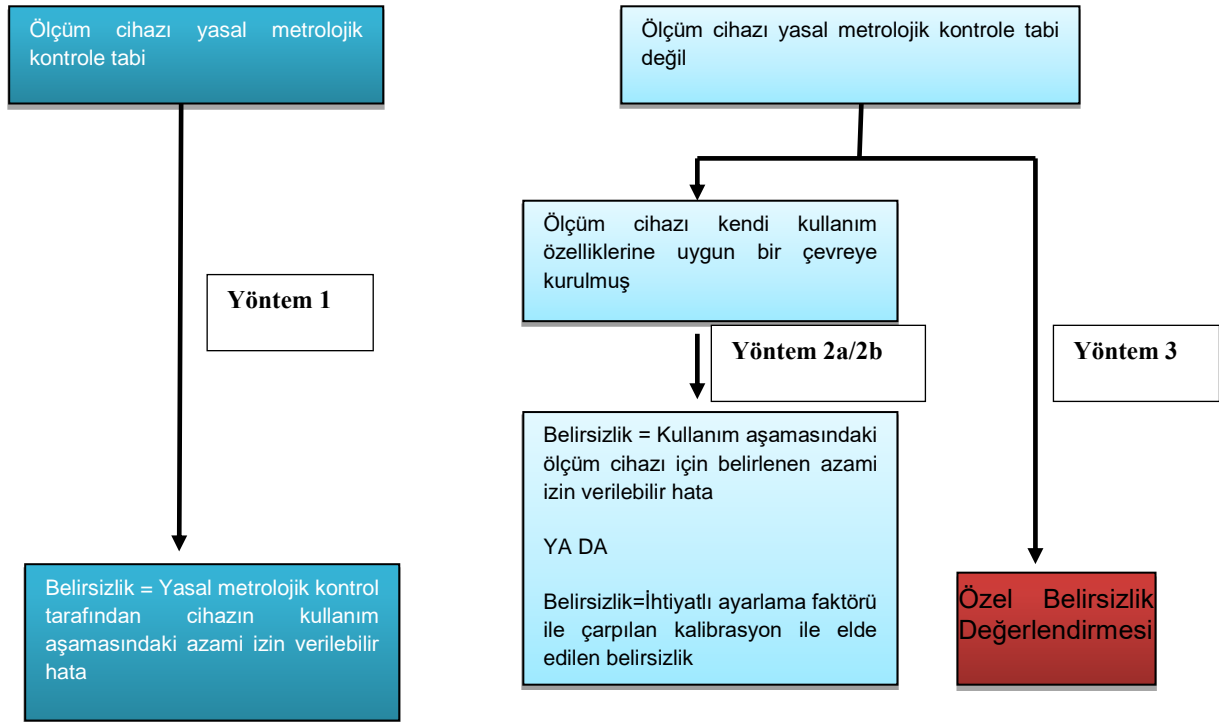 Ölçüm cihazı yasal metrolojik
kontrole tabi
Ölçüm cihazı yasal metrolojik kontrole tabi
değil
Ölçüm cihazı kendi kullanım
özelliklerine uygun bir çevreye
kurulmuş
Yöntem 1
Yöntem 2a/2b
Yöntem 3
Belirsizlik = Kullanım aşamasındaki
ölçüm cihazı için belirlenen azami
izin verilebilir hata
YA DA
Belirsizlik=İhtiyatlı ayarlama faktörü
ile çarpılan kalibrasyon ile elde
edilen belirsizlik
Belirsizlik = Yasal metrolojik kontrol
tarafından cihazın kullanım
aşamasındaki azami izin verilebilir
hata
Özel Belirsizlik
Değerlendirmesi